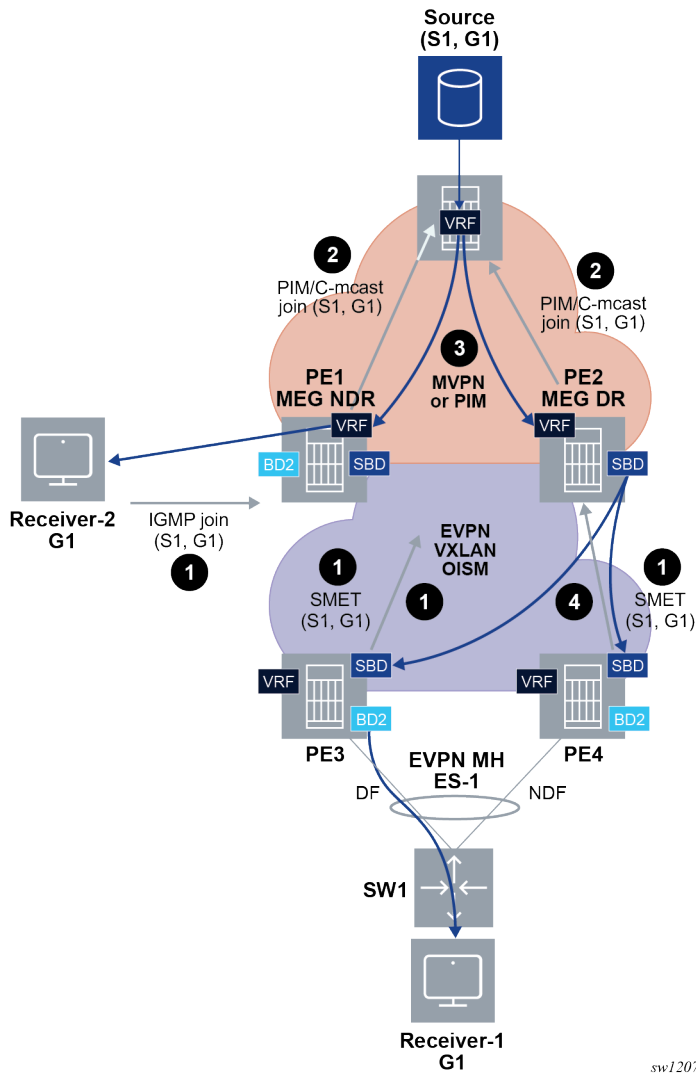 Source
(S1, G1)
VRF
2
PIM/C-mcast
join (S1, G1)
2
PIM/C-mcast
join (S1, G1)
3
MVPN
or PIM
PE1
MEG NDR
VRF
BD2
SBD
PE2
MEG DR
VRF
SBD
Receiver-2
G1
IGMP join
(S1, G1)
1
EVPN
VXLAN
OISM
1
SMET
(S1, G1)
1
4
1
SMET
(S1, G1)
SBD
VRF
BD2
PE3
SBD
VRF
BD2
PE4
EVPN MH
ES-1
DF
NDF
SW1
Receiver-1
G1
sw1207